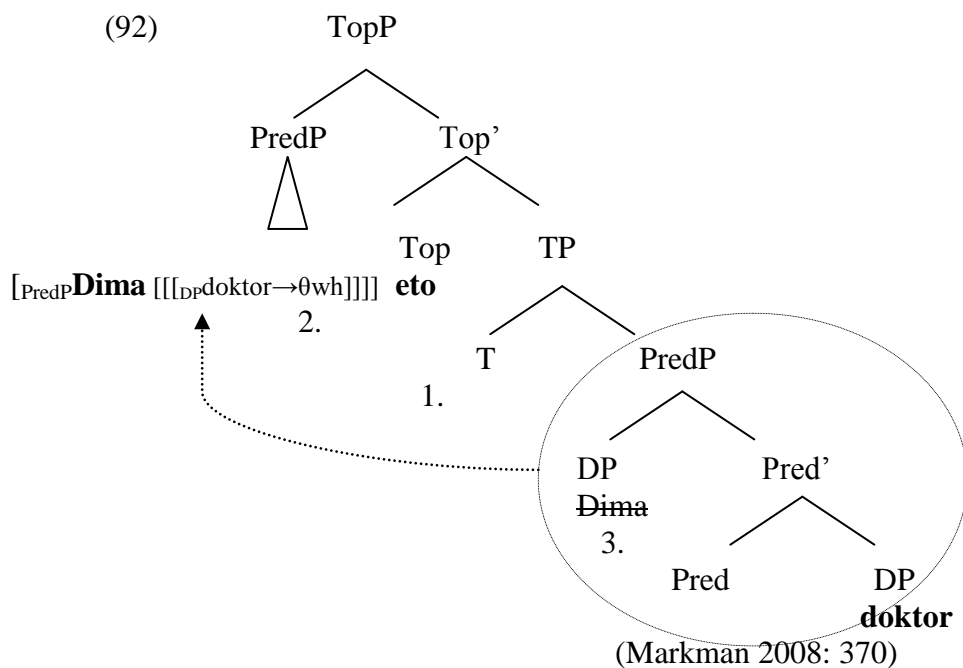 (92) TopP
PredP Top’
Top TP
[PredPDima [[[DPdoktor→θwh]]]] eto
2.
T PredP
1.
DP Pred’
Dima
3.
Pred DP
doktor
(Markman 2008: 370)